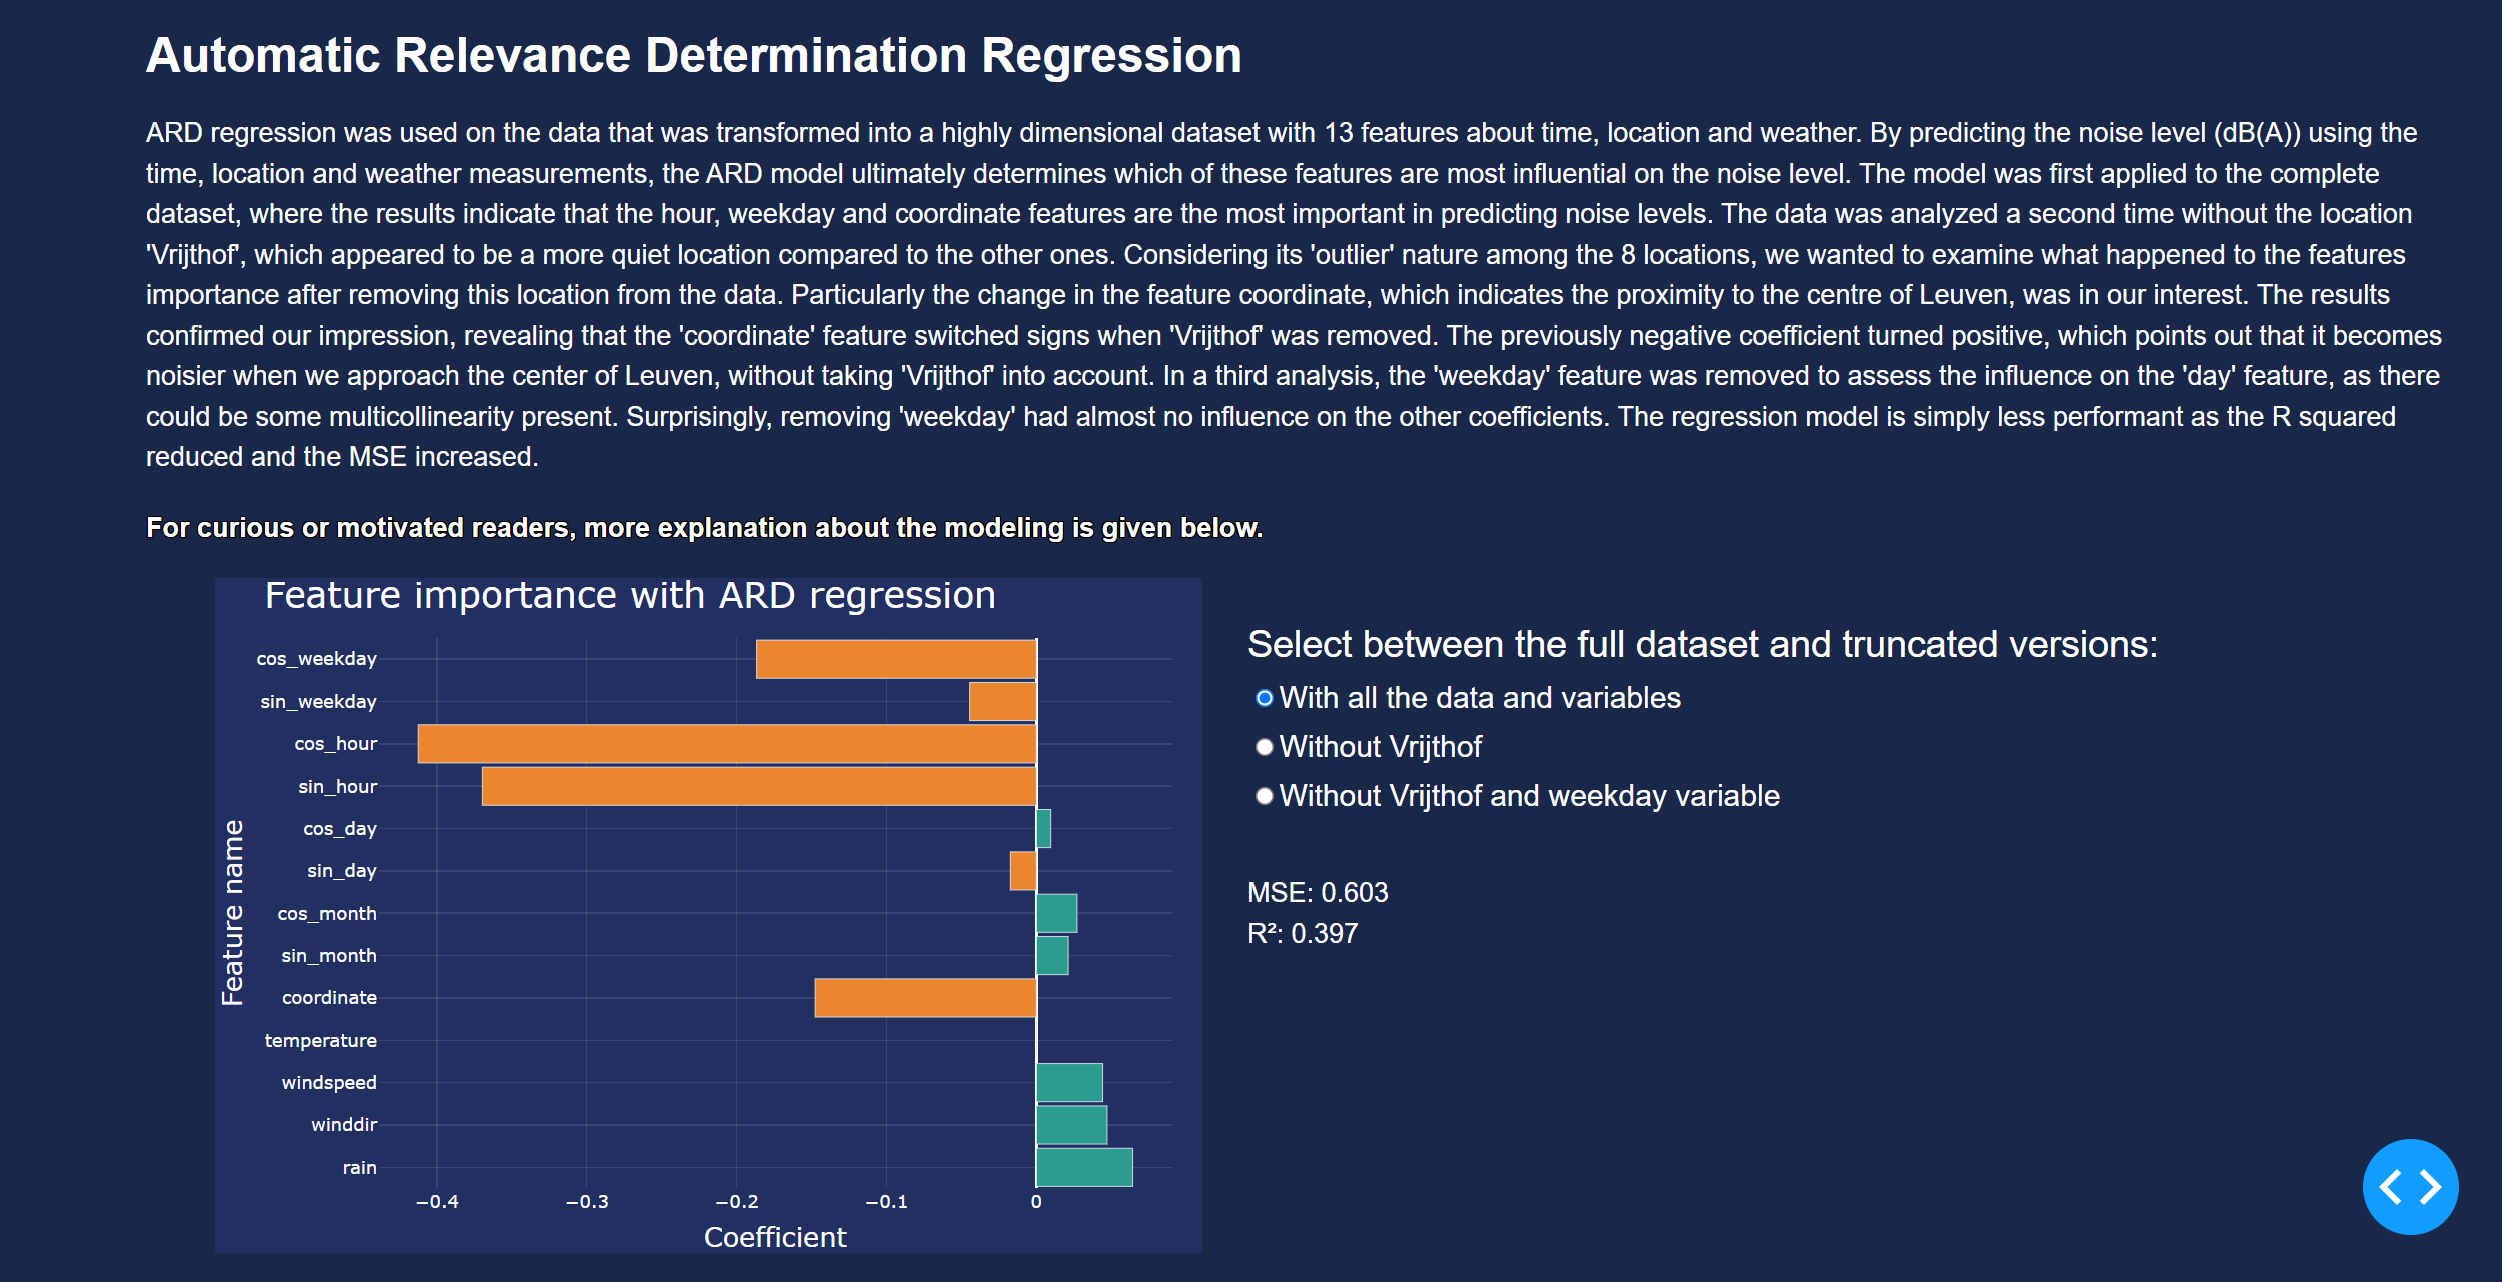 Automatic Relevance Determination Regression
ARD regression was used on the data that was transformed into a highly dimensional dataset with 13 features about time, location and weather. By predicting the noise level (dB(A)) using the
time, location and weather measurements, the ARD model ultimately determines which of these features are most influential on the noise level. The model was first applied to the complete
dataset, where the results indicate that the hour, weekday and coordinate features are the most important in predicting noise levels. The data was analyzed a second time without the location
'Vrijthof', which appeared to be a more quiet location compared to the other ones. Considering its 'outlier' nature among the 8 locations, we wanted to examine what happened to the features
importance after removing this location from the data. Particularly the change in the feature coordinate, which indicates the proximity to the centre of Leuven, was in our interest. The results
confirmed our impression, revealing that the 'coordinate' feature switched signs when 'Vrijthof' was removed. The previously negative coefficient turned positive, which points out that it becomes
noisier when we approach the center of Leuven, without taking 'Vrijthof' into account. In a third analysis, the 'weekday' feature was removed to assess the influence on the 'day' feature, as there
could be some multicollinearity present. Surprisingly, removing 'weekday' had almost no influence on the other coefficients. The regression model is simply less performant as the R squared
reduced and the MSE increased.
For curious or motivated readers, more explanation about the modeling is given below.
Feature importance with ARD regression
Feature name
cos_weekday
sin_weekday
cos_hour
sin_hour
cos_day
sin_day
cos_month
sin_month
coordinate
temperature
windspeed
winddir
rain
−0.4 −0.3 −0.2 −0.1 0
Coefficient
Select between the full dataset and truncated versions:
With all the data and variables
Without Vrijthof
Without Vrijthof and weekday variable
MSE: 0.603
R²: 0.397